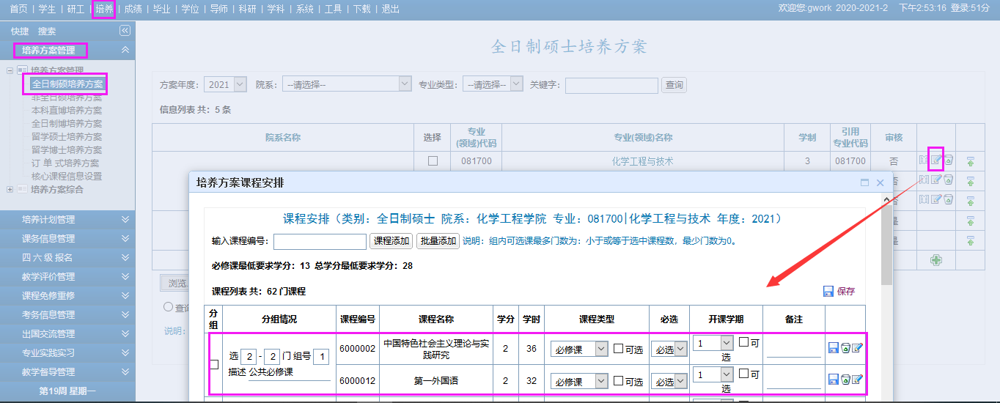 首页 | 学生 | 研工 | 培养 | 成绩 | 毕业 | 学位 | 导师 | 科研 | 学科 | 系统 | 工具 | 下载 | 退出
欢迎您:gwork 2020-2021-2 下午2:53:16 登录:51分
快捷 搜索
培养方案管理
培养方案管理
全日制硕培养方案
非全日硕培养方案
本科直博培养方案
全日制博培养方案
留学硕士培养方案
留学博士培养方案
订 单 式培养方案
核心课程信息设置
培养方案综合
培养计划管理
课务信息管理
四 六 级 报名
教学评价管理
课程免修重修
考务信息管理
出国交流管理
专业实践实习
教学督导管理
第19周 星期一
全日制硕士培养方案
方案年度: 2021 院系: --请选择-- 专业类型: --请选择-- 关键字: 查询
信息列表 共: 5 条
院系名称 选择 专业(领域)代码 专业(领域)名称 学制 引用专业代码 审核
081700 化学工程与技术 3 081700 否
否
否
浏览
说明:
培养方案课程安排
课程安排（类别: 全日制硕士 院系: 化学工程学院 专业: 081700|化学工程与技术 年度: 2021）
输入课程编号: 课程添加 批量添加 说明: 组内可选课最多门数为: 小于或等于选中课程数，最少门数为0。
必修课最低要求学分: 13 总学分最低要求学分: 28
课程列表 共: 62 门课程 保存
分组 分组情况 课程编号 课程名称 学分 学时 课程类型 必选 开课学期 备注
选 2 - 2 门 组号 1
描述 公共必修课
6000002 中国特色社会主义理论与实践研究 2 36 必修课 可选 必选 1 可选
6000012 第一外国语 2 32 必修课 可选 必选 1 可选